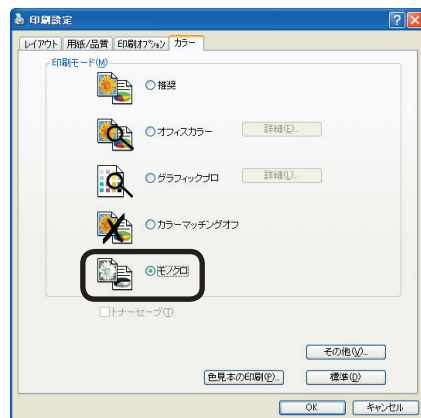 印刷設定
レイアウト 用紙/品質 印刷オプション カラー
印刷モード(M)
推奨
オフィスカラー 詳細(E)...
グラフィックプロ 詳細(L)...
カラーマッチングオフ
モノクロ
トナーセーブ(T)
その他(V)...
色見本の印刷(P)... 標準(D)
OK キャンセル